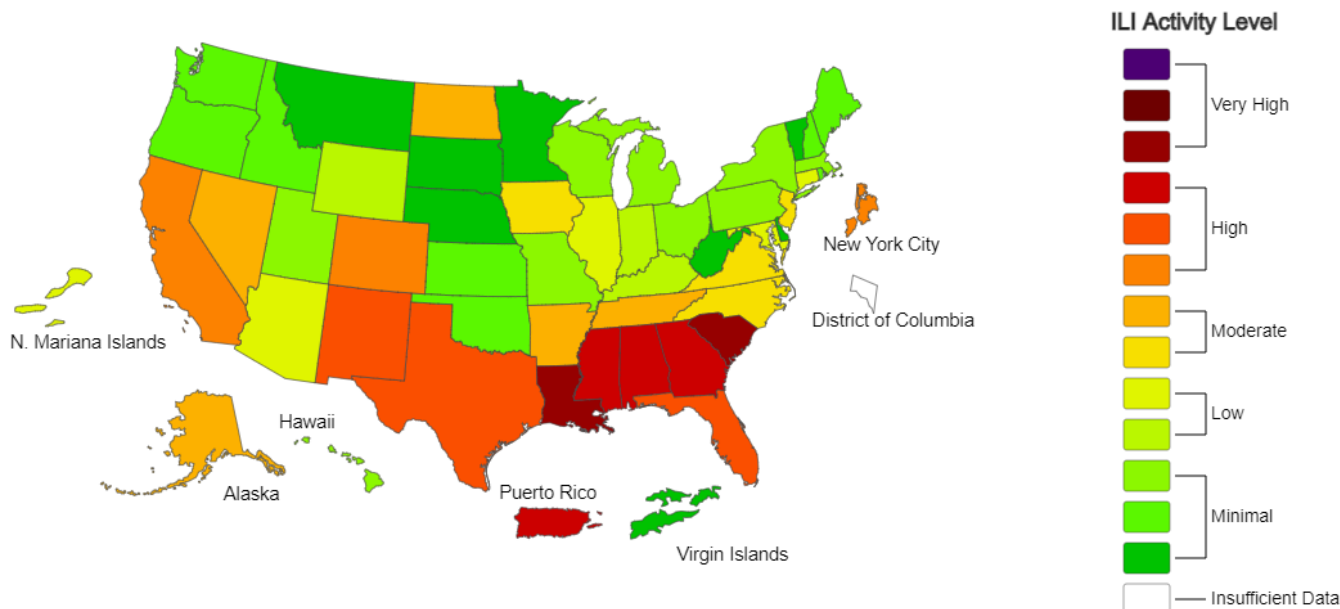 ILI Activity Level
Very High
High
Moderate
Low
Minimal
Insufficient Data
New York City
District of Columbia
N. Mariana Islands
Hawaii
Alaska
Puerto Rico
Virgin Islands